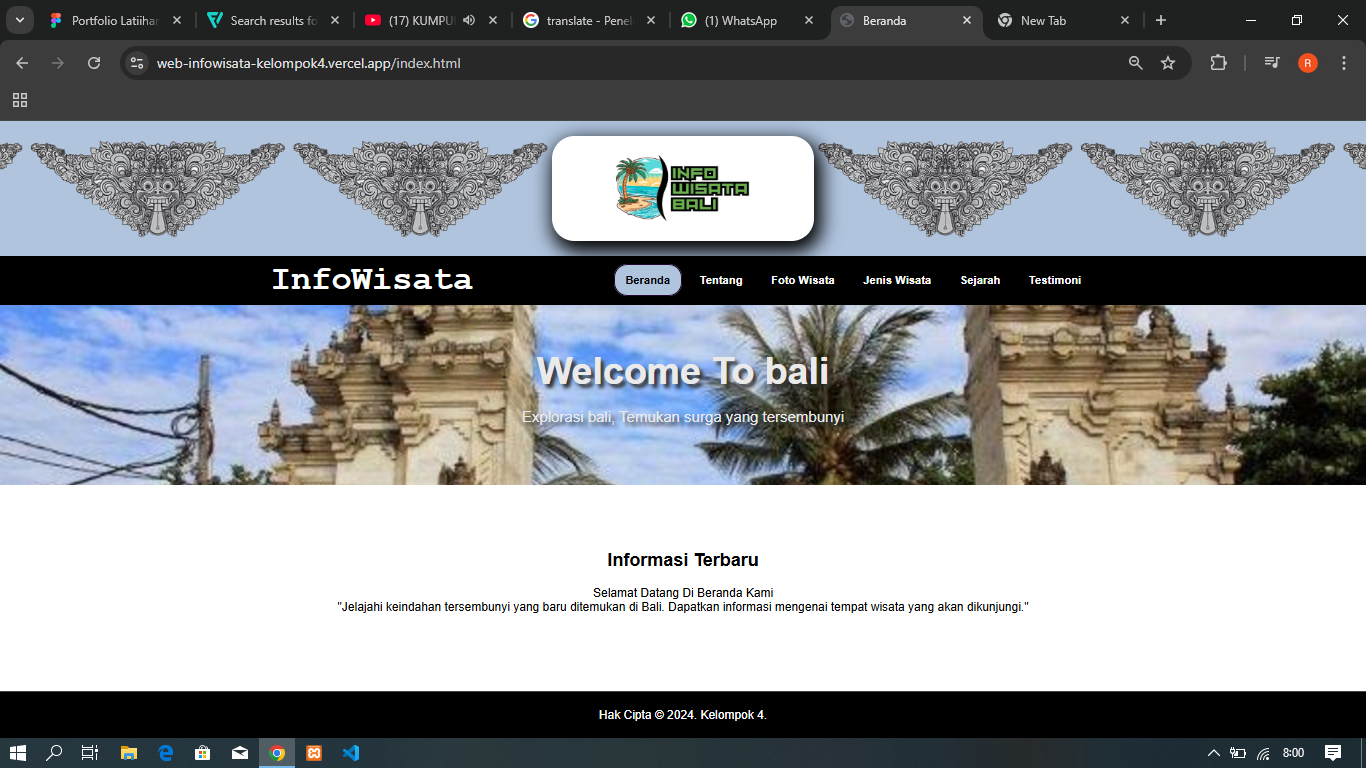 Portfolio Latiihar
Search results fo
(17) KUMPUI
translate - Penel
(1) WhatsApp
Beranda
New Tab
web-infowisata-kelompok4.vercel.app/index.html
R
INFO
WISATA
BALI
InfoWisata
Beranda
Tentang
Foto Wisata
Jenis Wisata
Sejarah
Testimoni
Welcome To bali
Explorasi bali, Temukan surga yang tersembunyi
Informasi Terbaru
Selamat Datang Di Beranda Kami
"Jelajahi keindahan tersembunyi yang baru ditemukan di Bali. Dapatkan informasi mengenai tempat wisata yang akan dikunjungi."
Hak Cipta © 2024. Kelompok 4.
8:00